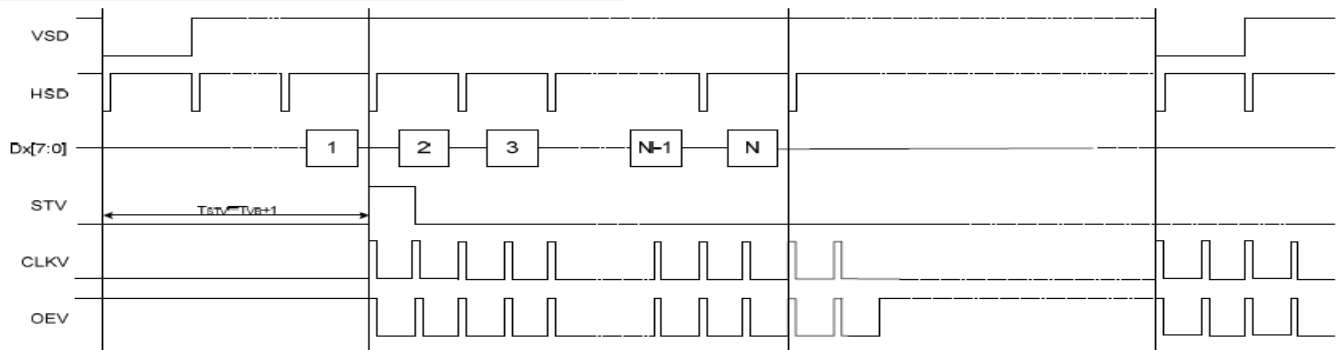 VSD
HSD
Dx[7:0] 1 2 3 N-1 N
STV TSTV=TVB+1
CLKV
OEV